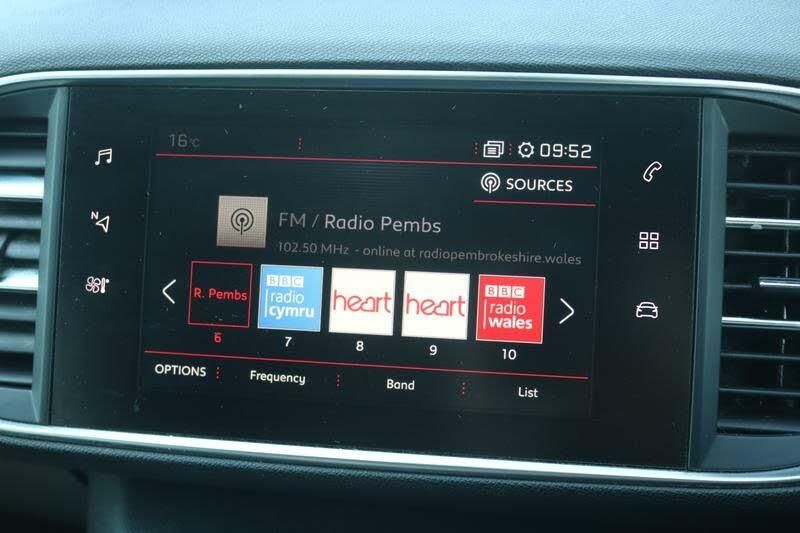 16°C
09:52
SOURCES
FM / Radio Pembs
102.50 MHz - online at radiopembrokeshire.wales
N
R. Pembs
BBC
radio
cymru
heart
heart
BBC
radio
wales
6 7 8 9 10
OPTIONS Frequency Band List